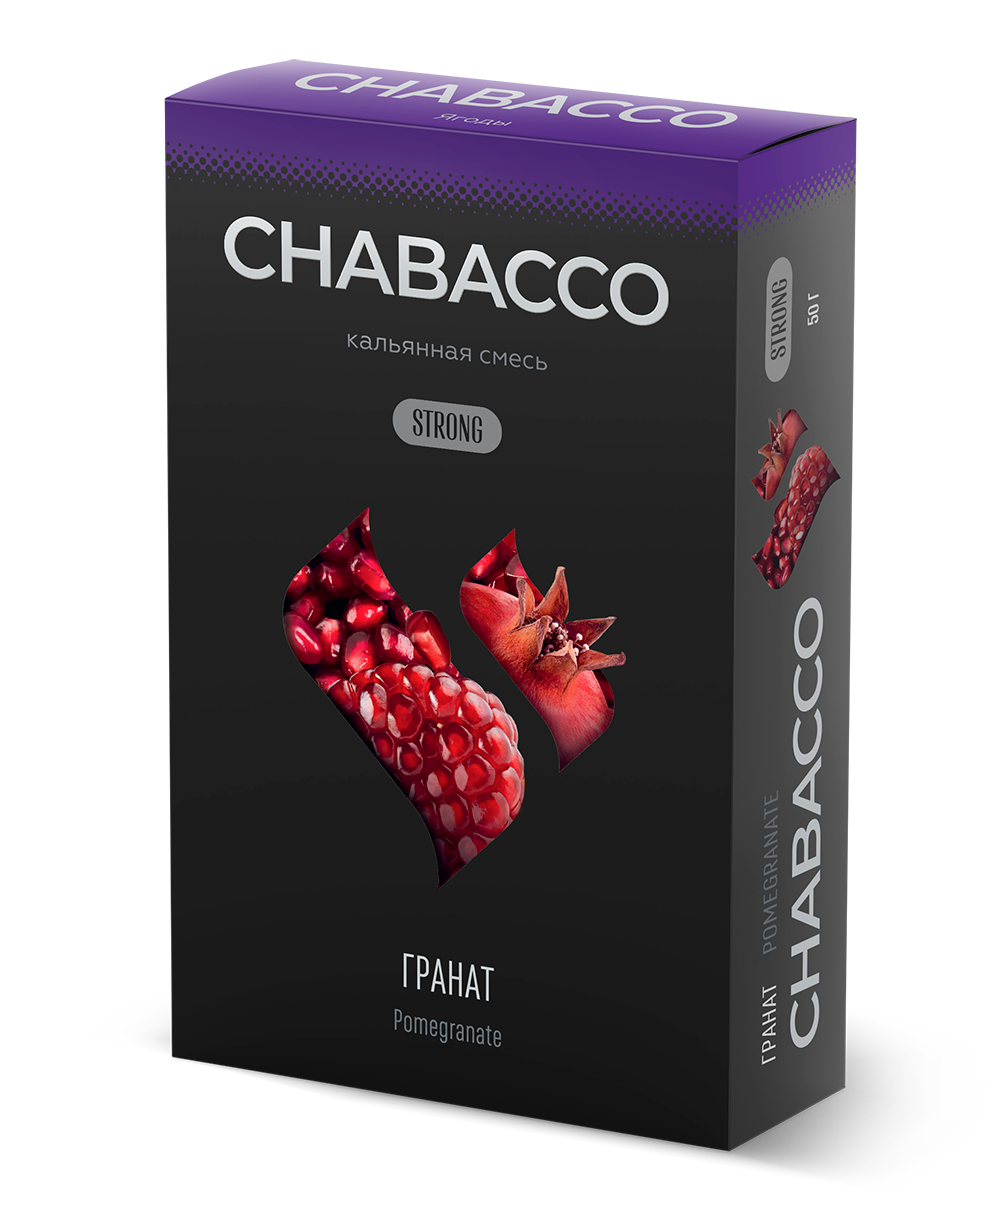 CHABACCO
Ягоды
CHABACCO
кальянная смесь
STRONG
ГРАНАТ
Pomegranate
STRONG
50 Г
ГРАНАТ POMEGRANATE
CHABACCO